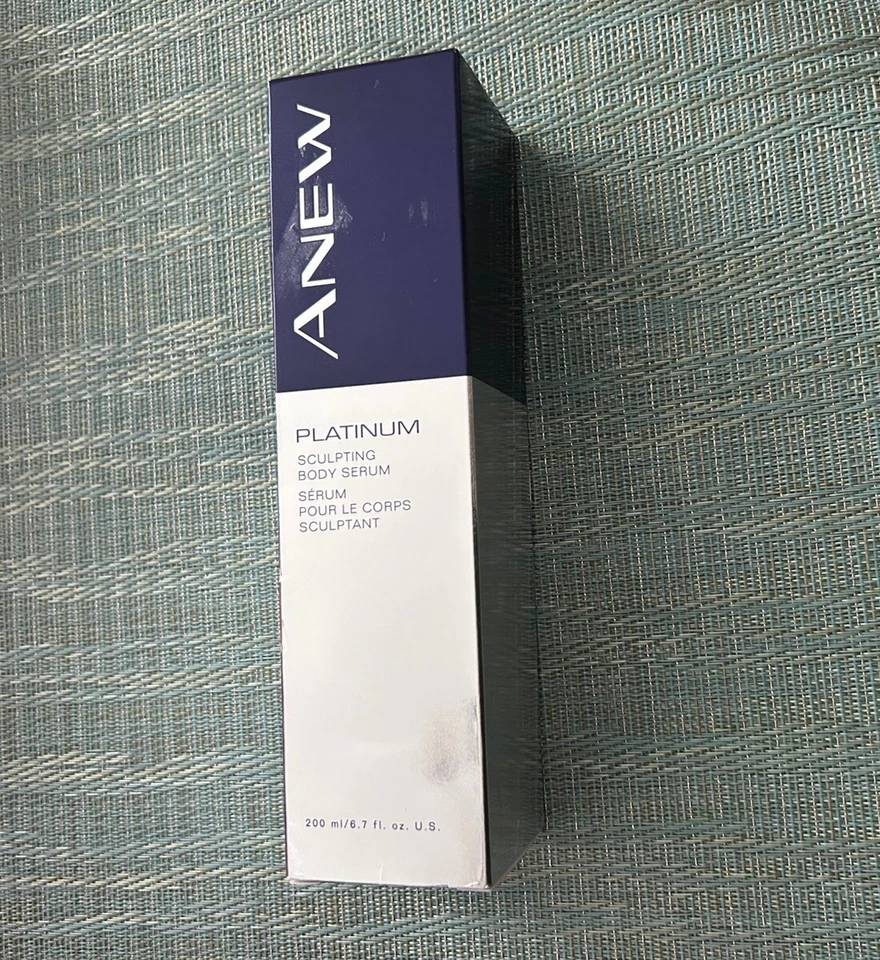 ANEW
PLATINUM
SCULPTING
BODY SERUM
SÉRUM
POUR LE CORPS
SCULPTANT
200 ml/6.7 fl. oz. U.S.